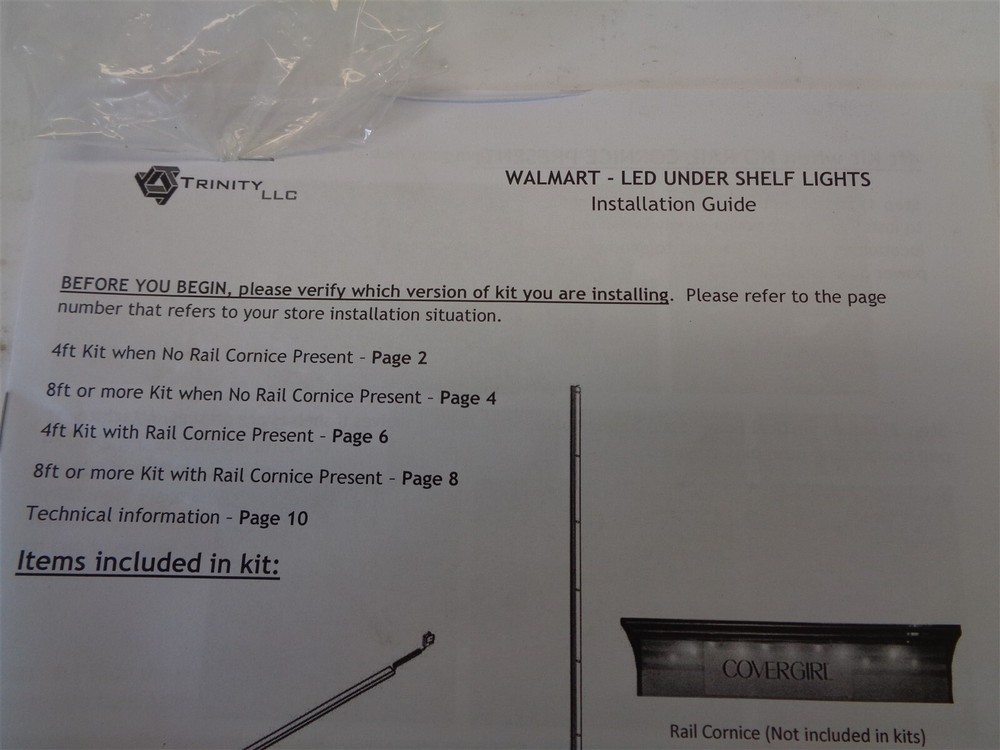 TRINITY LLC
WALMART - LED UNDER SHELF LIGHTS
Installation Guide
BEFORE YOU BEGIN, please verify which version of kit you are installing. Please refer to the page
number that refers to your store installation situation.
4ft Kit when No Rail Cornice Present - Page 2
8ft or more Kit when No Rail Cornice Present - Page 4
4ft Kit with Rail Cornice Present - Page 6
8ft or more Kit with Rail Cornice Present - Page 8
Technical information - Page 10
Items included in kit:
COVERGIRL
Rail Cornice (Not included in kits)